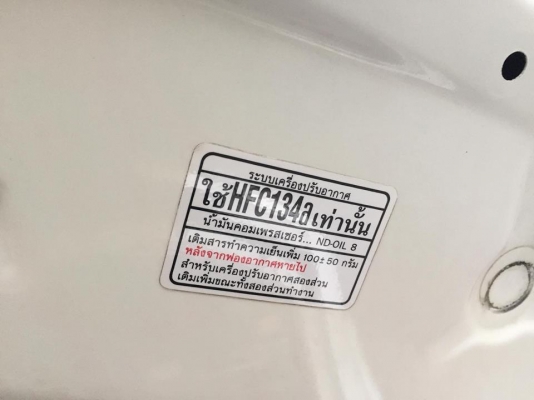 ระบบเครื่องปรับอากาศ
ใช้HFC134aเท่านั้น
น้ำมันคอมเพรสเซอร์... ND-OIL 8
เติมสารทำความเย็นเพิ่ม 100±50 กรัม
หลังจากฟองอากาศหายไป
สำหรับเครื่องปรับอากาศสองส่วน
เติมเพิ่มขณะทั้งสองส่วนทำงาน